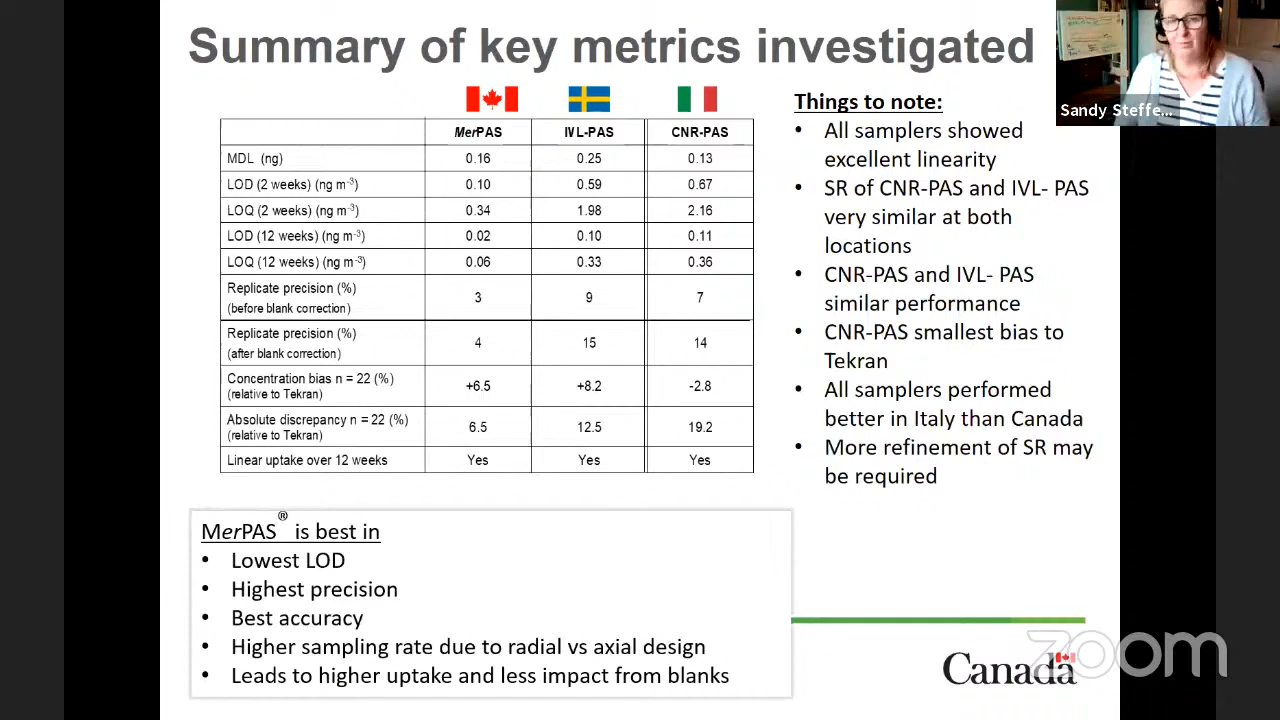 Summary of key metrics investigated
MerPAS IVL-PAS CNR-PAS
MDL (ng) 0.16 0.25 0.13
LOD (2 weeks) (ng m⁻³) 0.10 0.59 0.67
LOQ (2 weeks) (ng m⁻³) 0.34 1.98 2.16
LOD (12 weeks) (ng m⁻³) 0.02 0.10 0.11
LOQ (12 weeks) (ng m⁻³) 0.06 0.33 0.36
Replicate precision (%)
(before blank correction) 3 9 7
Replicate precision (%)
(after blank correction) 4 15 14
Concentration bias n = 22 (%)
(relative to Tekran) +6.5 +8.2 -2.8
Absolute discrepancy n = 22 (%)
(relative to Tekran) 6.5 12.5 19.2
Linear uptake over 12 weeks Yes Yes Yes
Things to note:
• All samplers showed
excellent linearity
• SR of CNR-PAS and IVL- PAS
very similar at both
locations
• CNR-PAS and IVL- PAS
similar performance
• CNR-PAS smallest bias to
Tekran
• All samplers performed
better in Italy than Canada
• More refinement of SR may
be required
MerPAS® is best in
• Lowest LOD
• Highest precision
• Best accuracy
• Higher sampling rate due to radial vs axial design
• Leads to higher uptake and less impact from blanks
Sandy Steffe...
Canada
zoom